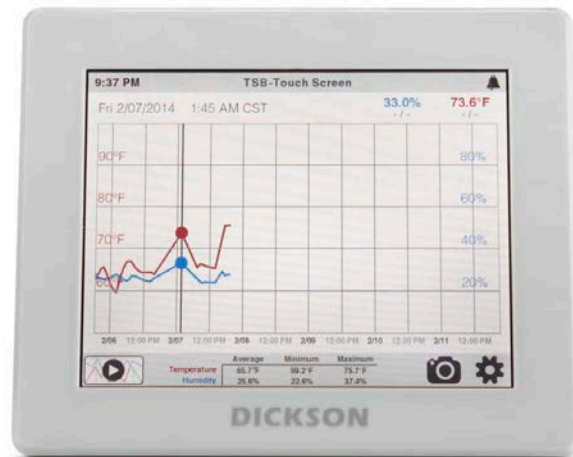 9:37 PM TSB-Touch Screen
Fri 2/07/2014 1:45 AM CST 33.0% 73.6°F
-/- -/-
90°F 80%
80°F 60%
70°F 40%
60°F 20%
2/06 12:00 PM 2/07 12:00 PM 2/08 12:00 PM 2/09 12:00 PM 2/10 12:00 PM 2/11 12:00 PM
Average Minimum Maximum
Temperature 65.7°F 59.2°F 75.7°F
Humidity 25.6% 22.6% 37.4%
DICKSON